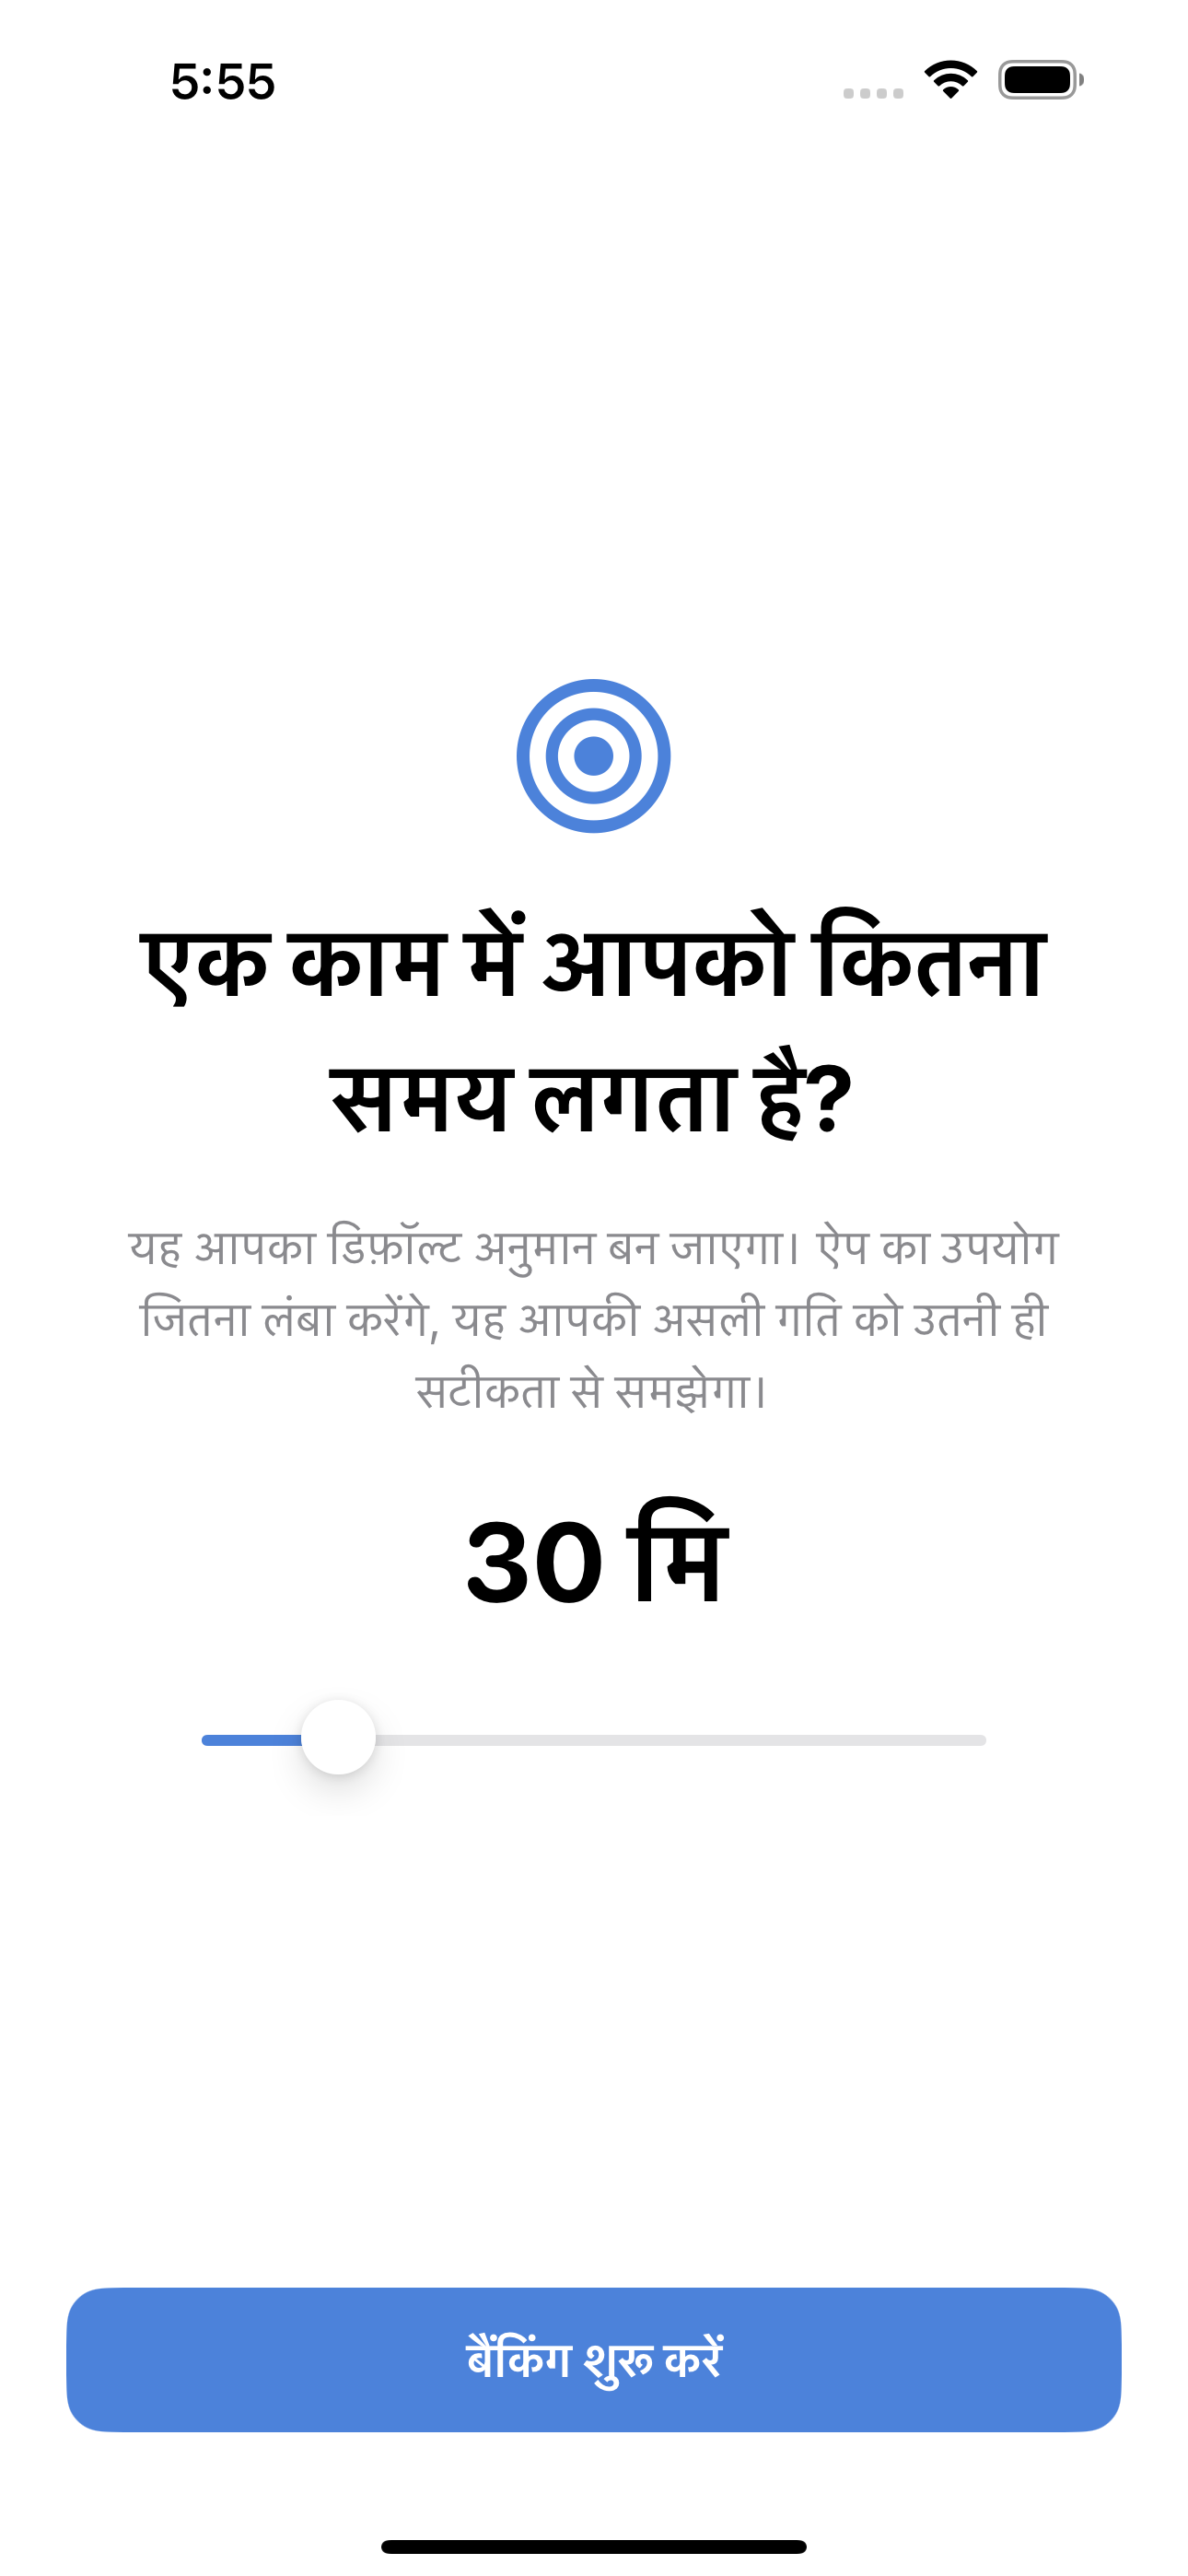 5:55
एक काम में आपको कितना
समय लगता है?
यह आपका डिफ़ॉल्ट अनुमान बन जाएगा। ऐप का उपयोग
जितना लंबा करेंगे, यह आपकी असली गति को उतनी ही
सटीकता से समझेगा।
30 मि
बैंकिंग शुरू करें